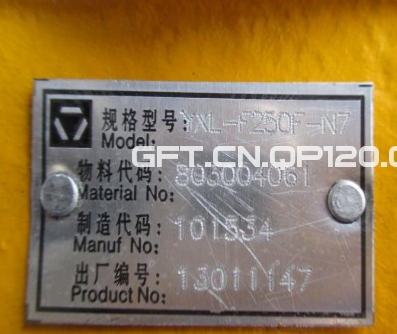 规格型号: YXL-F250F-N7
Model:
GFT.CN.QP120.C
物料代码: 803004061
Material No:
制造代码: 101534
Manuf No:
出厂编号: 13011147
Product No: